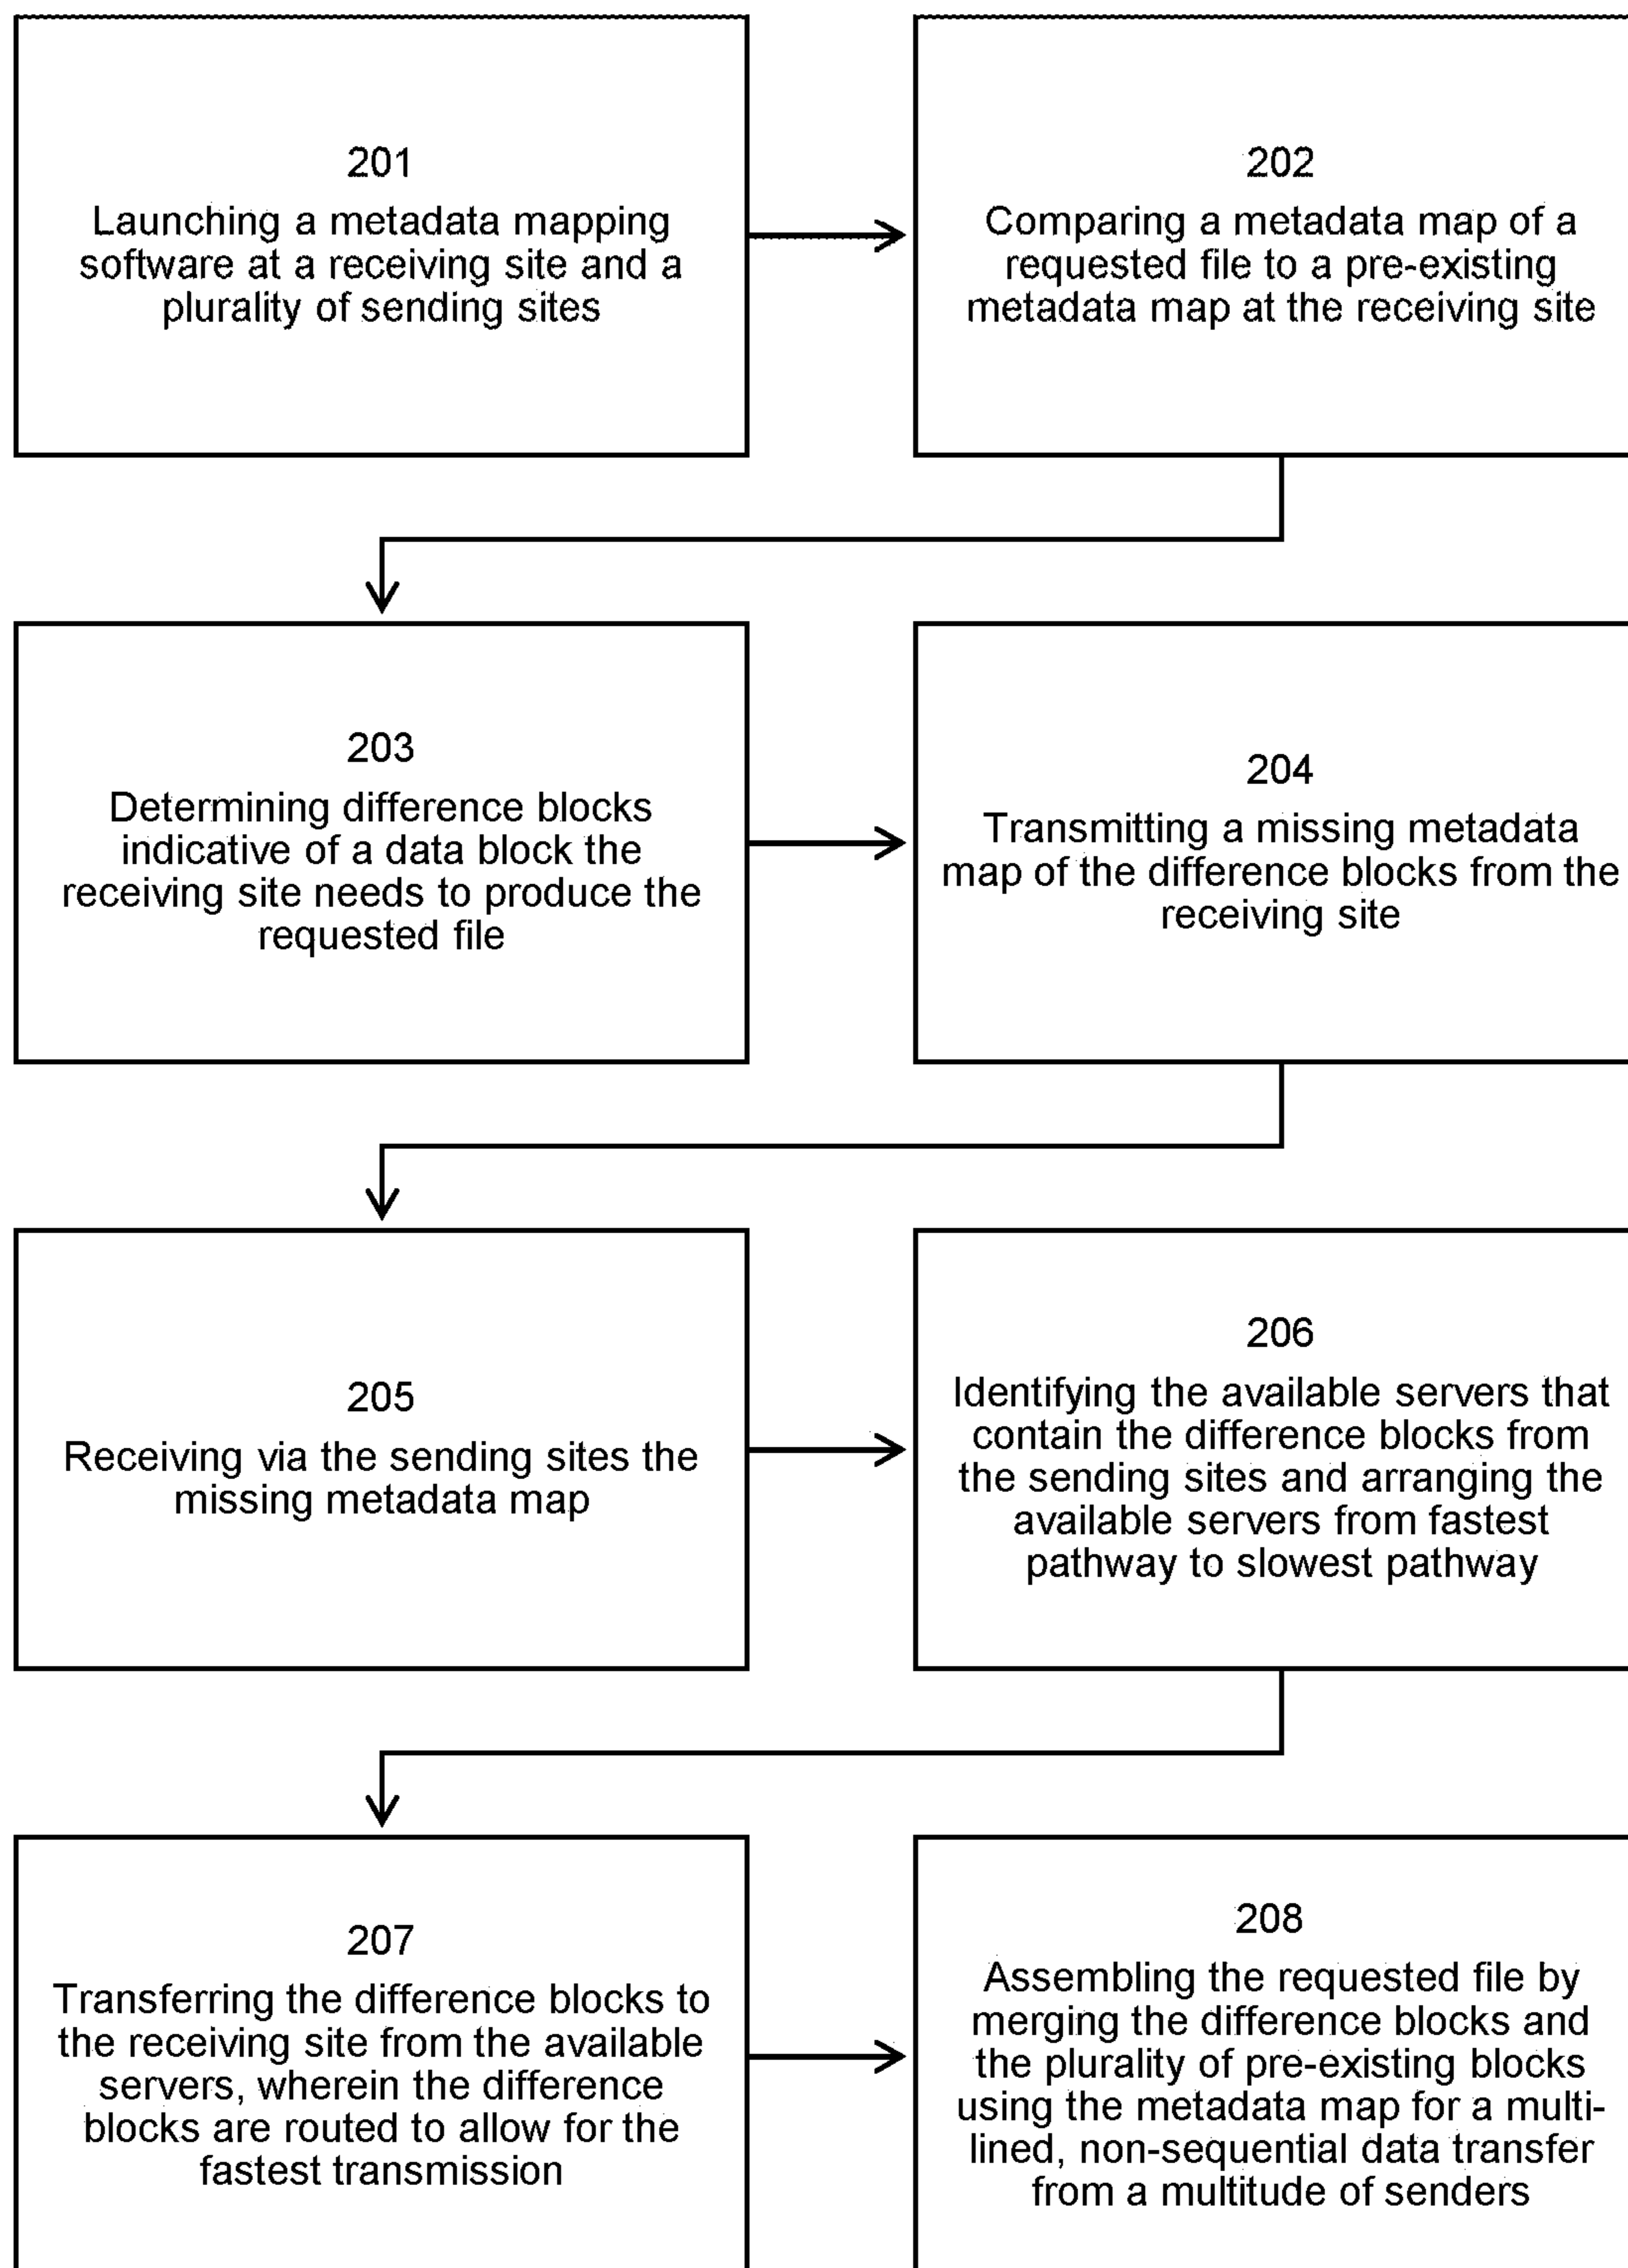 201
Launching a metadata mapping
software at a receiving site and a
plurality of sending sites
202
Comparing a metadata map of a
requested file to a pre-existing
metadata map at the receiving site
203
Determining difference blocks
indicative of a data block the
receiving site needs to produce the
requested file
204
Transmitting a missing metadata
map of the difference blocks from the
receiving site
205
Receiving via the sending sites the
missing metadata map
206
Identifying the available servers that
contain the difference blocks from
the sending sites and arranging the
available servers from fastest
pathway to slowest pathway
207
Transferring the difference blocks to
the receiving site from the available
servers, wherein the difference
blocks are routed to allow for the
fastest transmission
208
Assembling the requested file by
merging the difference blocks and
the plurality of pre-existing blocks
using the metadata map for a multi-
lined, non-sequential data transfer
from a multitude of senders